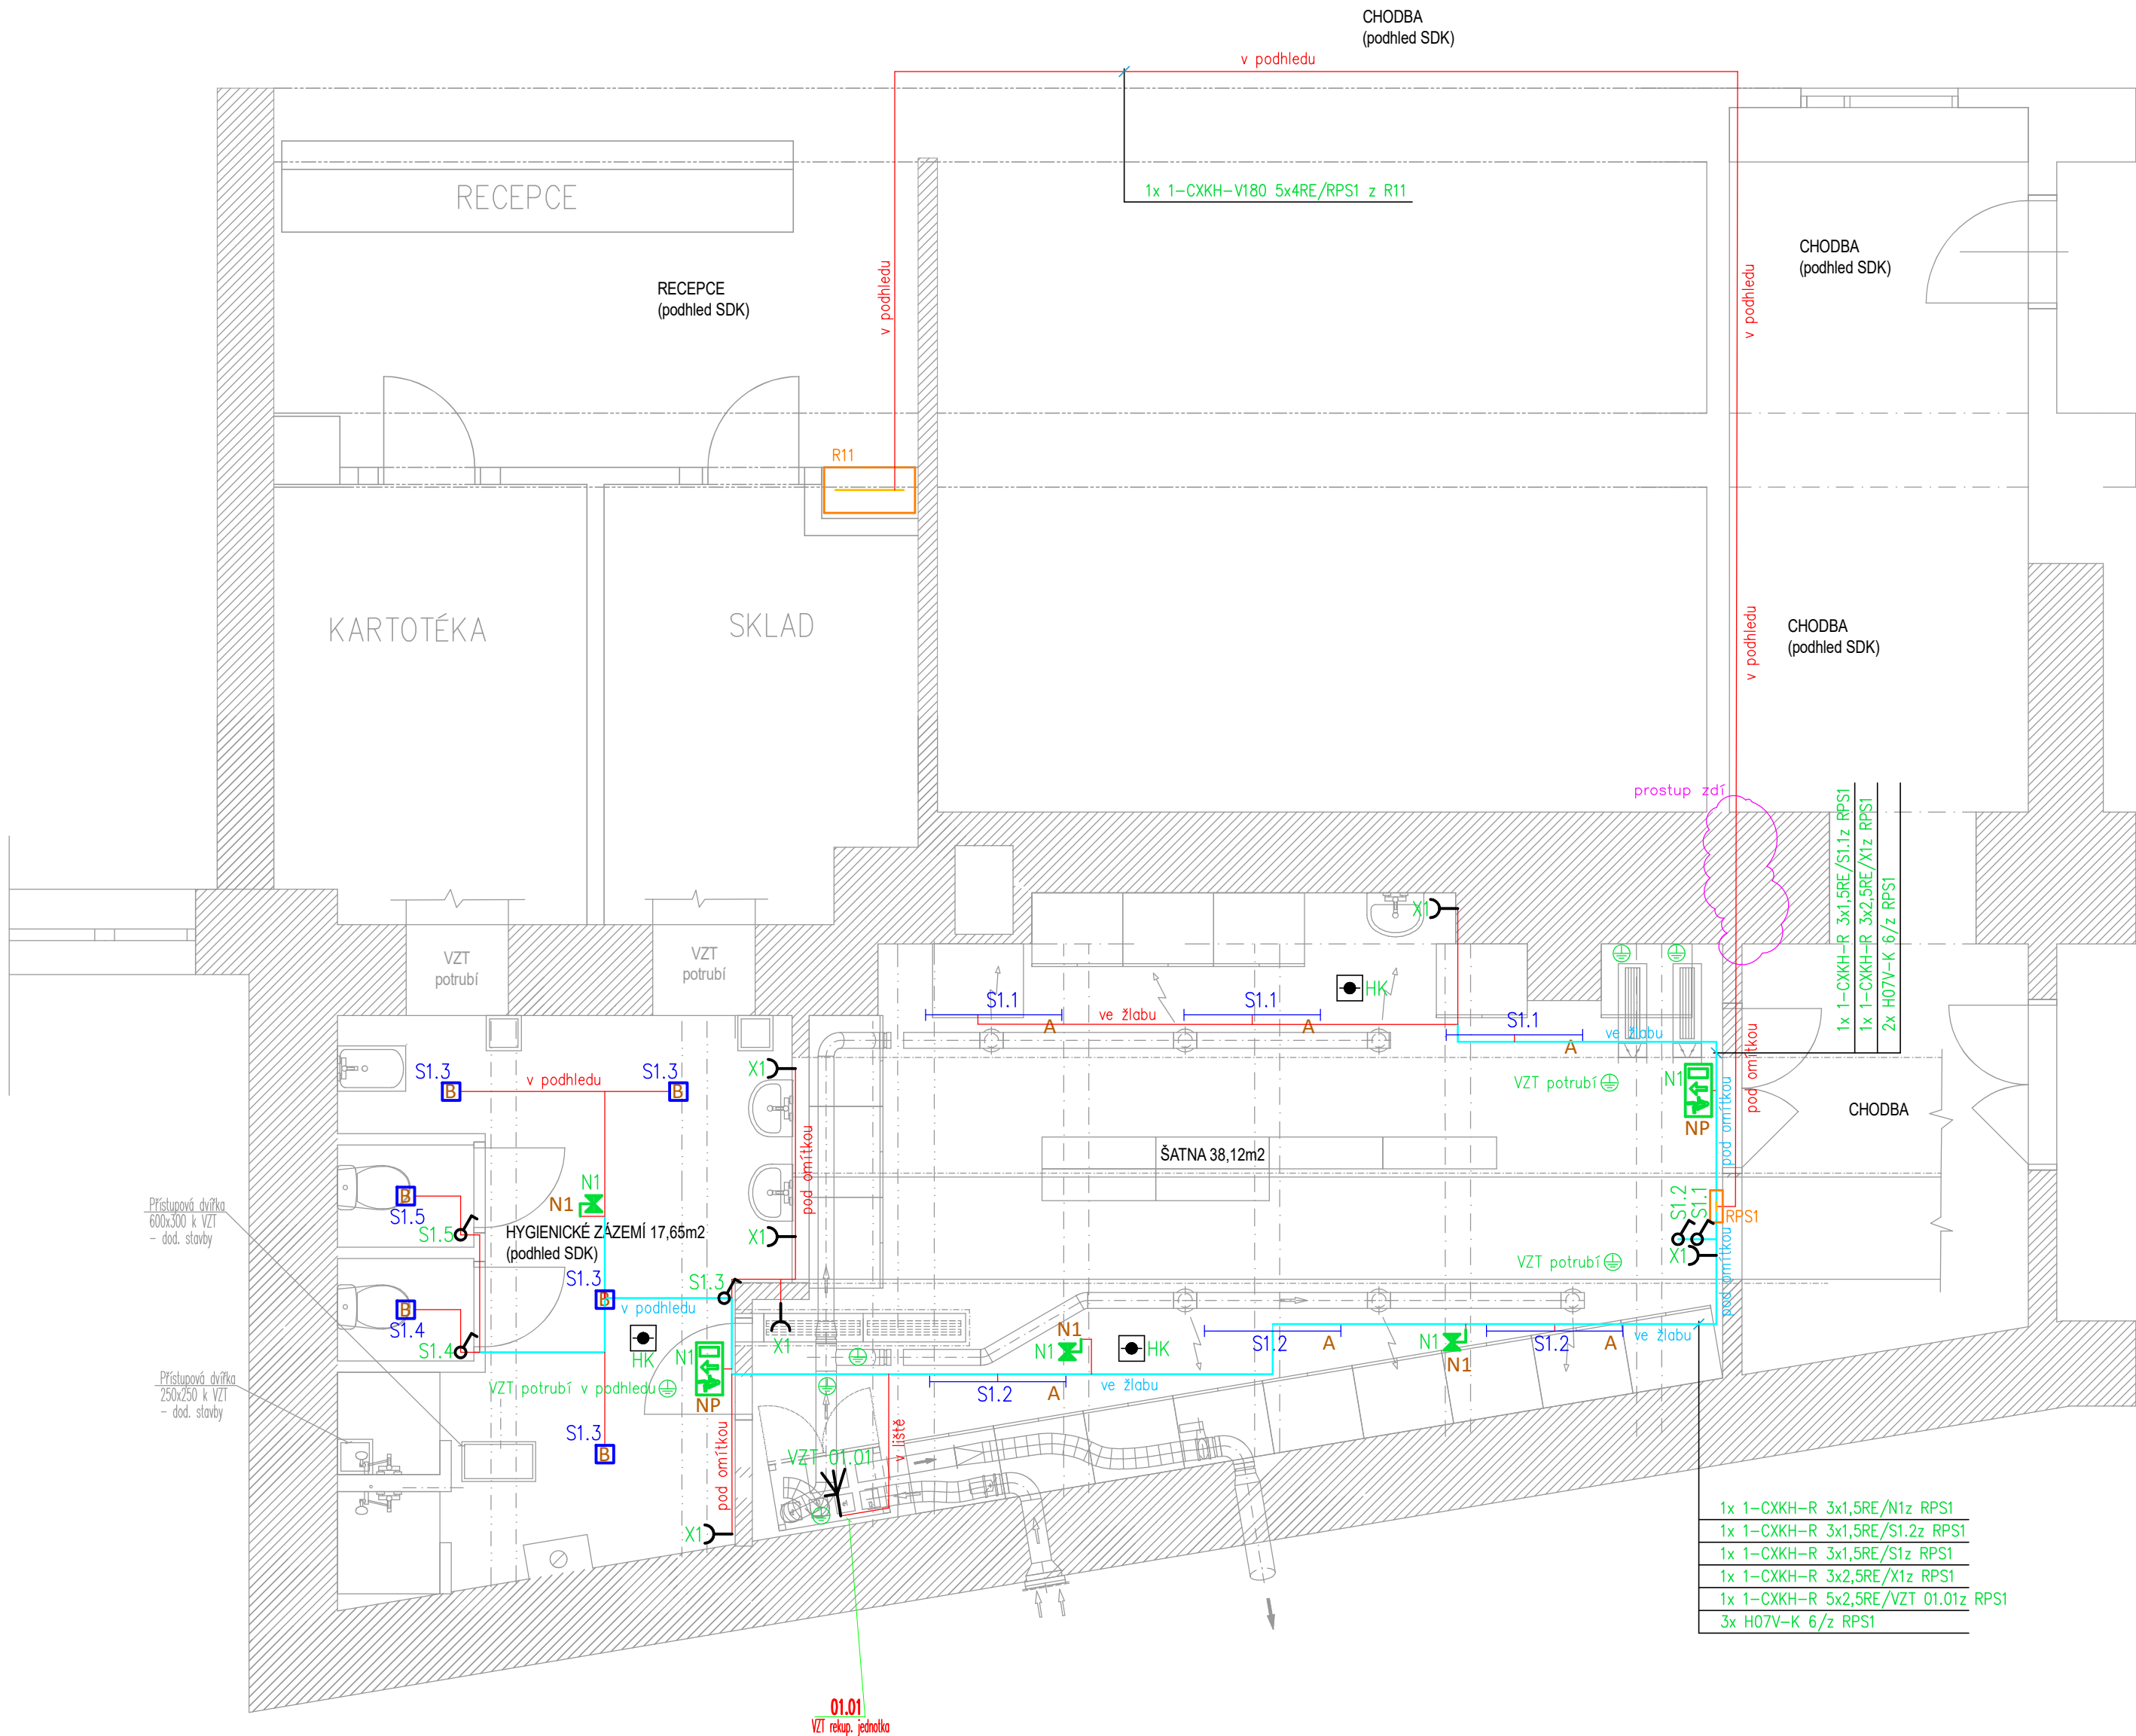 CHODBA
(podhled SDK)
v podhledu
1x 1-CXKH-V180 5x4RE/RPS1 z R11
RECEPCE
CHODBA
(podhled SDK)
RECEPCE
(podhled SDK)
v podhledu
v podhledu
R11
KARTOTÉKA
SKLAD
CHODBA
(podhled SDK)
v podhledu
prostup zdí
1x 1-CXKH-R 3x1,5RE/S1.1z RPS1
1x 1-CXKH-R 3x2,5RE/X1z RPS1
2x H07V-K 6/z RPS1
VZT
potrubí
VZT
potrubí
X1
HK
S1.1
S1.1
S1.1
A
A
A
ve žlabu
ve žlabu
S1.3
S1.3
B
B
v podhledu
X1
VZT potrubí
N1
NP
pod omítkou
pod omítkou
CHODBA
pod omítkou
ŠATNA 38,12m2
N1
N1
B
S1.5
S1.5
HYGIENICKÉ ZÁZEMÍ 17,65m2
(podhled SDK)
X1
S1.2
S1.1
RPS1
X1
VZT potrubí
pod omítkou
Přístupová dvířka
600x300 k VZT
- dod. stavby
S1.3
B
S1.3
v podhledu
B
S1.4
S1.4
HK
X1
N1
N1
HK
S1.2
A
N1
N1
S1.2
A
ve žlabu
N1
NP
VZT potrubí v podhledu
S1.2
A
ve žlabu
Přístupová dvířka
250x250 k VZT
- dod. stavby
S1.3
B
pod omítkou
v liště
VZT 01.01
X1
1x 1-CXKH-R 3x1,5RE/N1z RPS1
1x 1-CXKH-R 3x1,5RE/S1.2z RPS1
1x 1-CXKH-R 3x1,5RE/S1z RPS1
1x 1-CXKH-R 3x2,5RE/X1z RPS1
1x 1-CXKH-R 5x2,5RE/VZT 01.01z RPS1
3x H07V-K 6/z RPS1
01.01
VZT rekup. jednotka